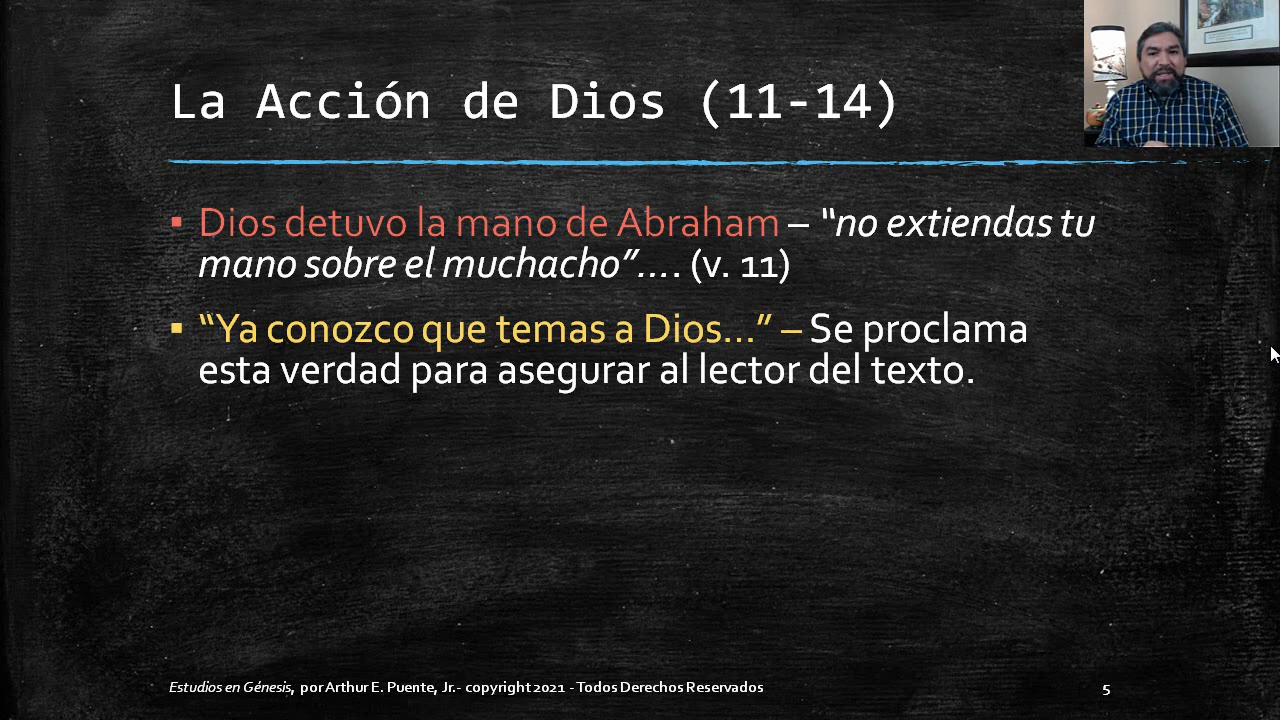 La Acción de Dios (11-14)
▪ Dios detuvo la mano de Abraham – “no extiendas tu
mano sobre el muchacho”…. (v. 11)
▪ “Ya conozco que temas a Dios…” – Se proclama
esta verdad para asegurar al lector del texto.
Estudios en Génesis, por Arthur E. Puente, Jr.- copyright 2021 - Todos Derechos Reservados
5